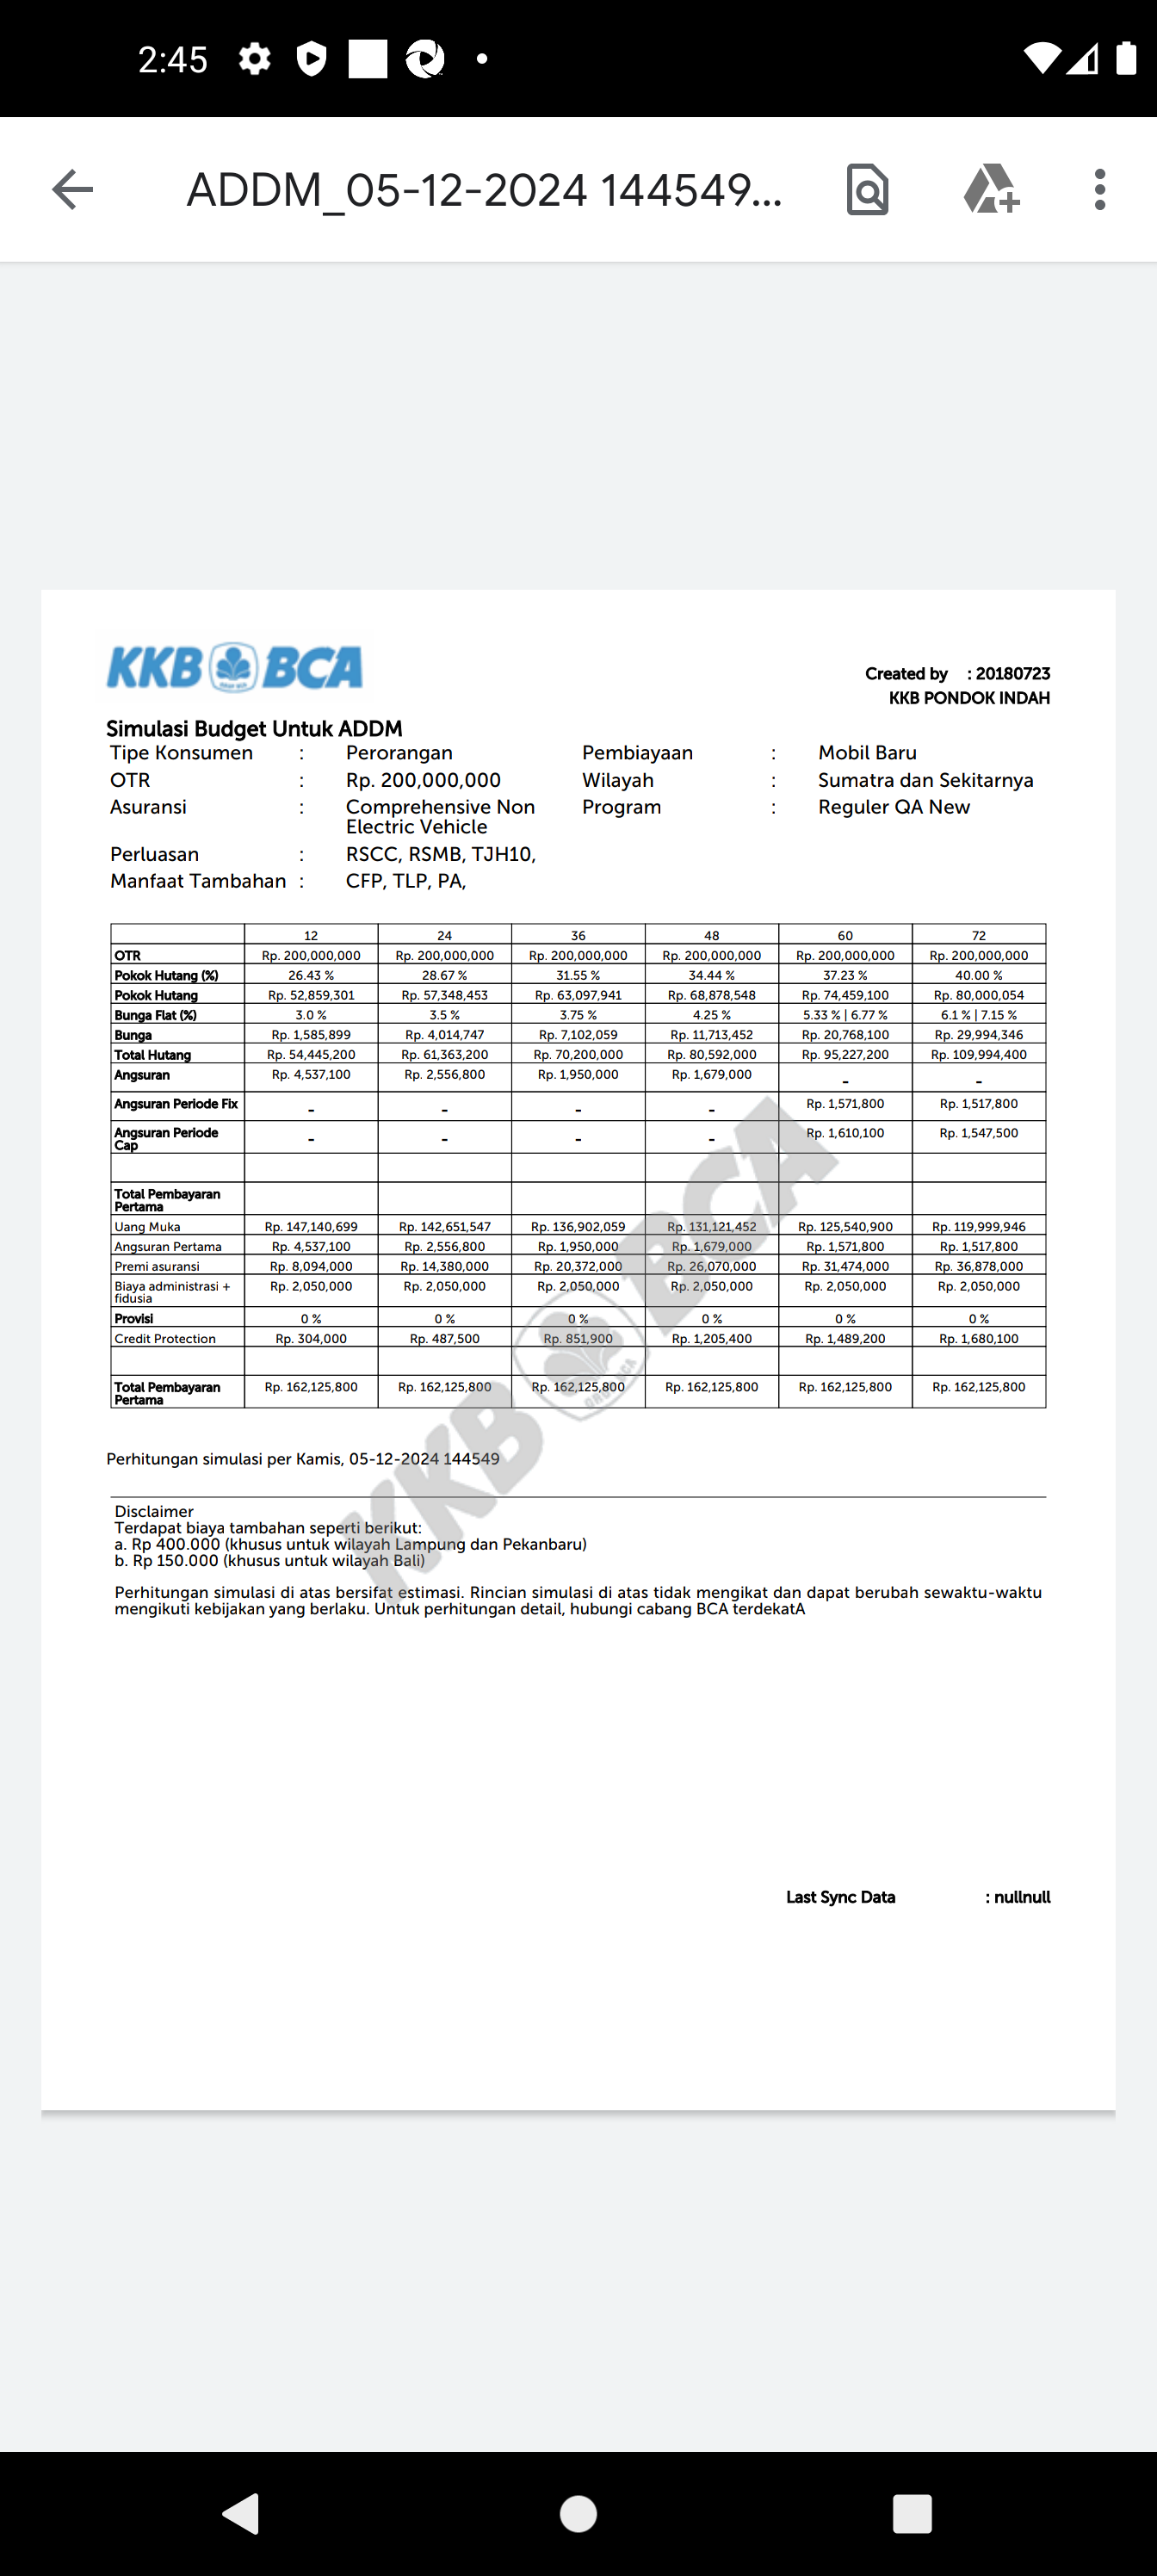 2:45
ADDM_05-12-2024 144549...
KKB BCA
Created by : 20180723
KKB PONDOK INDAH
Simulasi Budget Untuk ADDM
Tipe Konsumen : Perorangan Pembiayaan : Mobil Baru
OTR : Rp. 200,000,000 Wilayah : Sumatra dan Sekitarnya
Asuransi : Comprehensive Non Program : Reguler QA New
Electric Vehicle
Perluasan : RSCC, RSMB, TJH10,
Manfaat Tambahan : CFP, TLP, PA,
12 24 36 48 60 72
OTR Rp. 200,000,000 Rp. 200,000,000 Rp. 200,000,000 Rp. 200,000,000 Rp. 200,000,000 Rp. 200,000,000
Pokok Hutang (%) 26.43 % 28.67 % 31.55 % 34.44 % 37.23 % 40.00 %
Pokok Hutang Rp. 52,859,301 Rp. 57,348,453 Rp. 63,097,941 Rp. 68,878,548 Rp. 74,459,100 Rp. 80,000,054
Bunga Flat (%) 3.0 % 3.5 % 3.75 % 4.25 % 5.33 % | 6.77 % 6.1 % | 7.15 %
Bunga Rp. 1,585,899 Rp. 4,014,747 Rp. 7,102,059 Rp. 11,713,452 Rp. 20,768,100 Rp. 29,994,346
Total Hutang Rp. 54,445,200 Rp. 61,363,200 Rp. 70,200,000 Rp. 80,592,000 Rp. 95,227,200 Rp. 109,994,400
Angsuran Rp. 4,537,100 Rp. 2,556,800 Rp. 1,950,000 Rp. 1,679,000 - -
Angsuran Periode Fix - - - - Rp. 1,571,800 Rp. 1,517,800
Angsuran Periode - - - - Rp. 1,610,100 Rp. 1,547,500
Cap
Total Pembayaran
Pertama
Uang Muka Rp. 147,140,699 Rp. 142,651,547 Rp. 136,902,059 Rp. 131,121,452 Rp. 125,540,900 Rp. 119,999,946
Angsuran Pertama Rp. 4,537,100 Rp. 2,556,800 Rp. 1,950,000 Rp. 1,679,000 Rp. 1,571,800 Rp. 1,517,800
Premi asuransi Rp. 8,094,000 Rp. 14,380,000 Rp. 20,372,000 Rp. 26,070,000 Rp. 31,474,000 Rp. 36,878,000
Biaya administrasi + Rp. 2,050,000 Rp. 2,050,000 Rp. 2,050,000 Rp. 2,050,000 Rp. 2,050,000 Rp. 2,050,000
fidusia
Provisi 0 % 0 % 0 % 0 % 0 % 0 %
Credit Protection Rp. 304,000 Rp. 487,500 Rp. 851,900 Rp. 1,205,400 Rp. 1,489,200 Rp. 1,680,100
Total Pembayaran Rp. 162,125,800 Rp. 162,125,800 Rp. 162,125,800 Rp. 162,125,800 Rp. 162,125,800 Rp. 162,125,800
Pertama
KKB BCA
Perhitungan simulasi per Kamis, 05-12-2024 144549
Disclaimer
Terdapat biaya tambahan seperti berikut:
a. Rp 400.000 (khusus untuk wilayah Lampung dan Pekanbaru)
b. Rp 150.000 (khusus untuk wilayah Bali)
Perhitungan simulasi di atas bersifat estimasi. Rincian simulasi di atas tidak mengikat dan dapat berubah sewaktu-waktu
mengikuti kebijakan yang berlaku. Untuk perhitungan detail, hubungi cabang BCA terdekatA
Last Sync Data : nullnull